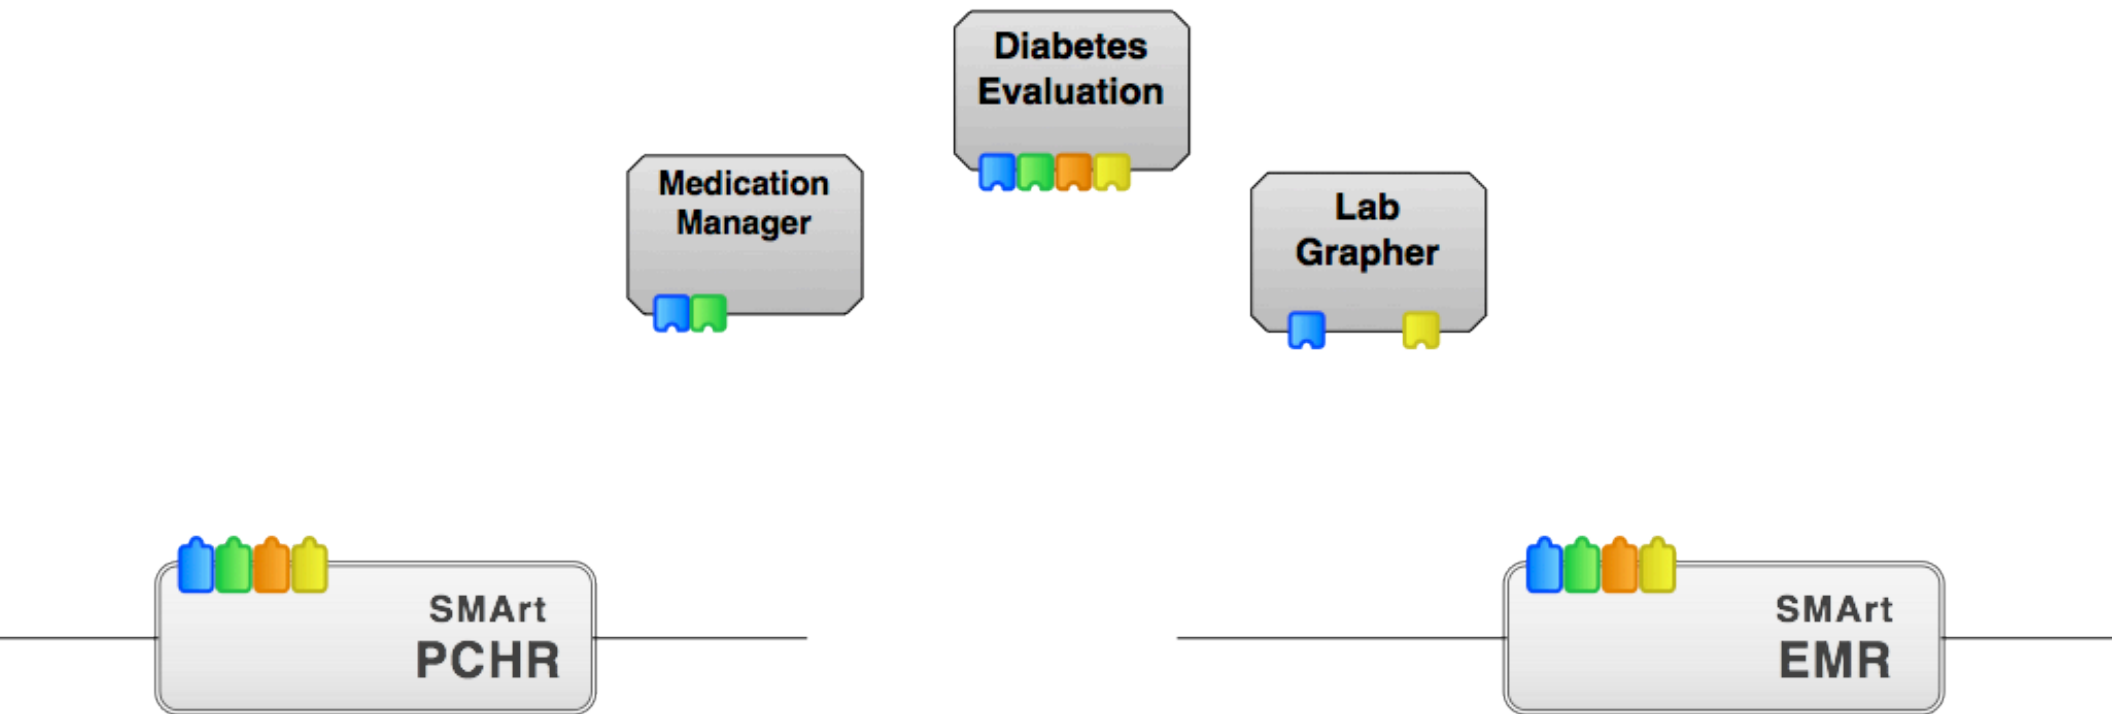 Diabetes
Evaluation
Medication
Manager
Lab
Grapher
SMArt
PCHR
SMArt
EMR